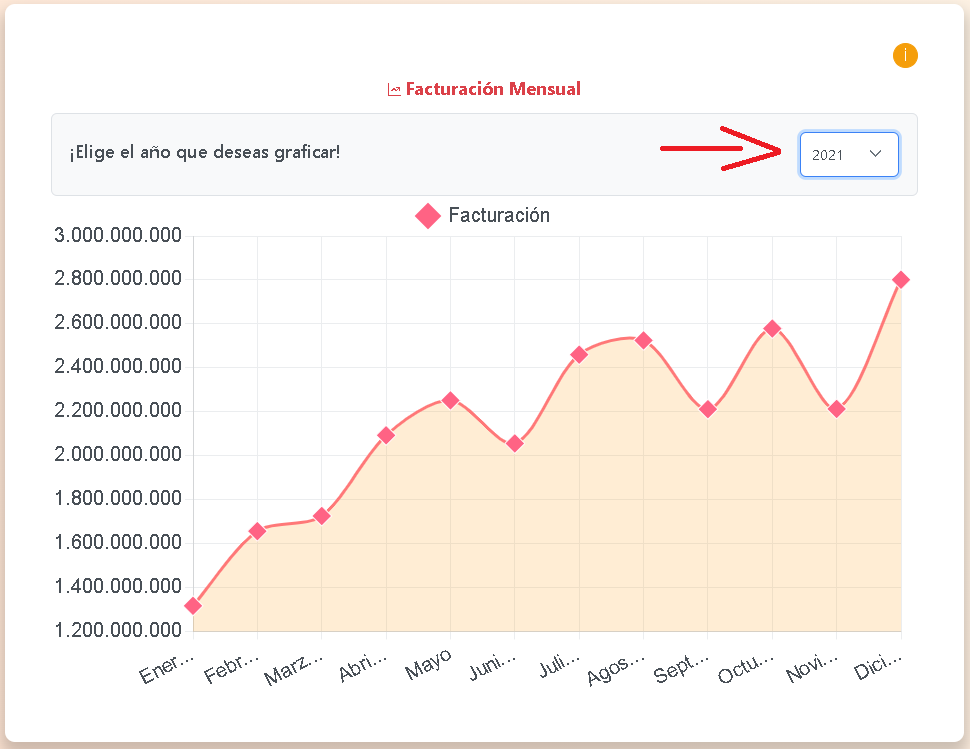 i
Facturación Mensual
¡Elige el año que deseas graficar!
2021
Facturación
3.000.000.000
2.800.000.000
2.600.000.000
2.400.000.000
2.200.000.000
2.000.000.000
1.800.000.000
1.600.000.000
1.400.000.000
1.200.000.000
Ener...
Febr...
Marz...
Abri...
Mayo
Juni...
Juli...
Agos...
Sept...
Octu...
Novi...
Dici...